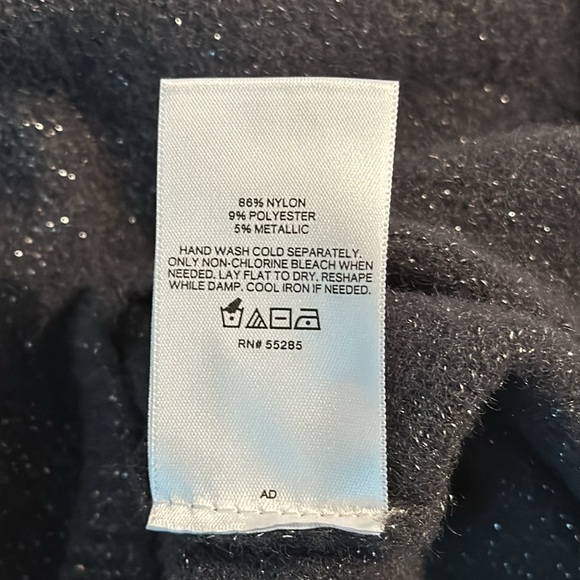 86% NYLON
9% POLYESTER
5% METALLIC
HAND WASH COLD SEPARATELY.
ONLY NON-CHLORINE BLEACH WHEN
NEEDED. LAY FLAT TO DRY. RESHAPE
WHILE DAMP. COOL IRON IF NEEDED.
RN# 55285
AD